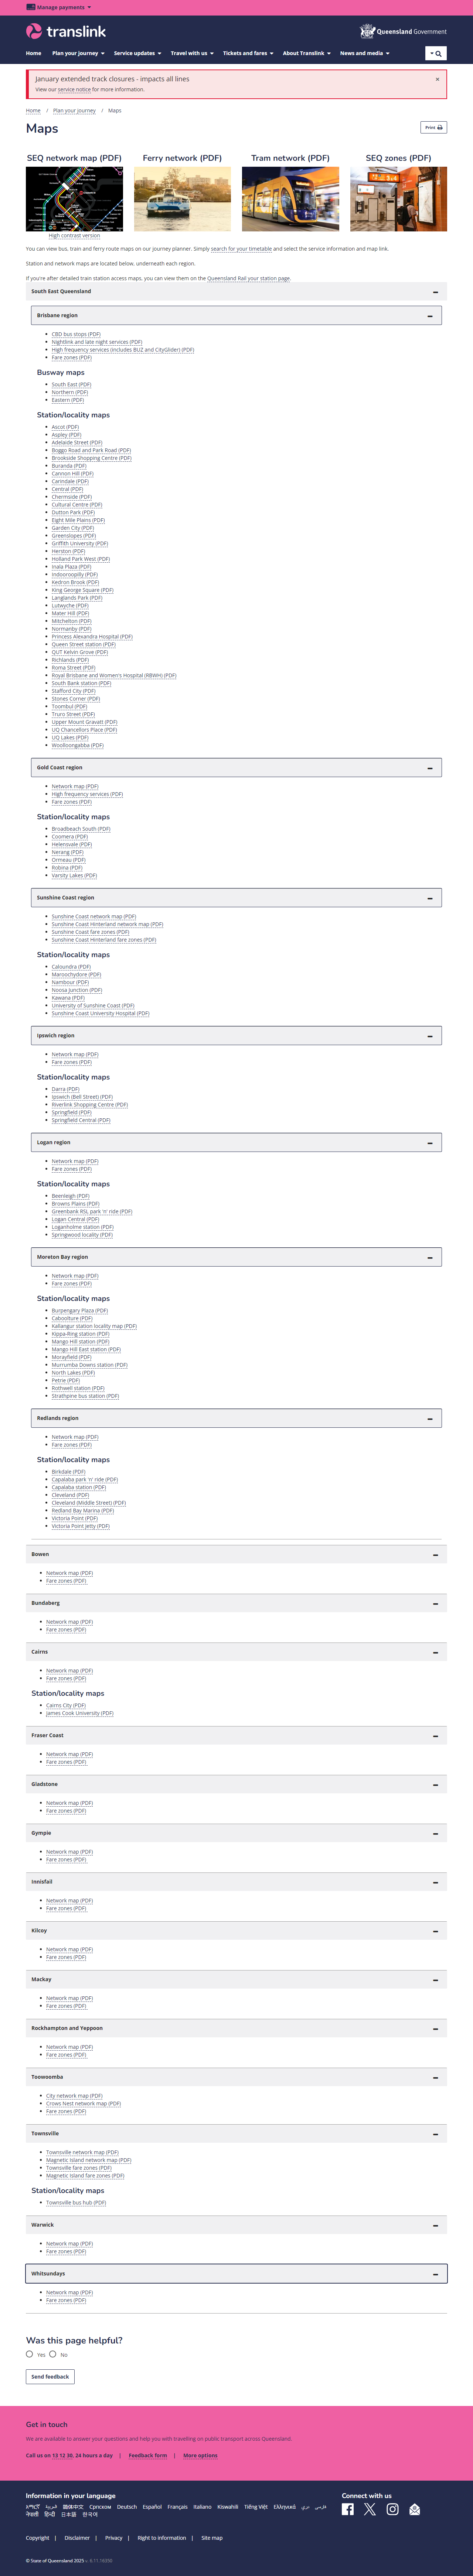 Manage payments
translink
Queensland Government
Home Plan your journey Service updates Travel with us Tickets and fares About Translink News and media
January extended track closures - impacts all lines
View our service notice for more information.
Home / Plan your journey / Maps
Maps
Print
SEQ network map (PDF) Ferry network (PDF) Tram network (PDF) SEQ zones (PDF)
High contrast version
You can view bus, train and ferry route maps on our journey planner. Simply search for your timetable and select the service information and map link.
Station and network maps are located below, underneath each region.
If you're after detailed train station access maps, you can view them on the Queensland Rail your station page.
South East Queensland
Brisbane region
CBD bus stops (PDF)
Nightlink and late night services (PDF)
High frequency services (includes BUZ and CityGlider) (PDF)
Fare zones (PDF)
Busway maps
South East (PDF)
Northern (PDF)
Eastern (PDF)
Station/locality maps
Ascot (PDF)
Aspley (PDF)
Adelaide Street (PDF)
Boggo Road and Park Road (PDF)
Brookside Shopping Centre (PDF)
Buranda (PDF)
Cannon Hill (PDF)
Carindale (PDF)
Central (PDF)
Chermside (PDF)
Cultural Centre (PDF)
Dutton Park (PDF)
Eight Mile Plains (PDF)
Garden City (PDF)
Greenslopes (PDF)
Griffith University (PDF)
Herston (PDF)
Holland Park West (PDF)
Inala Plaza (PDF)
Indooroopilly (PDF)
Kedron Brook (PDF)
King George Square (PDF)
Langlands Park (PDF)
Lutwyche (PDF)
Mater Hill (PDF)
Mitchelton (PDF)
Normanby (PDF)
Princess Alexandra Hospital (PDF)
Queen Street station (PDF)
QUT Kelvin Grove (PDF)
Richlands (PDF)
Roma Street (PDF)
Royal Brisbane and Women's Hospital (RBWH) (PDF)
South Bank station (PDF)
Stafford City (PDF)
Stones Corner (PDF)
Toombul (PDF)
Truro Street (PDF)
Upper Mount Gravatt (PDF)
UQ Chancellors Place (PDF)
UQ Lakes (PDF)
Woolloongabba (PDF)
Gold Coast region
Network map (PDF)
High frequency services (PDF)
Fare zones (PDF)
Station/locality maps
Broadbeach South (PDF)
Coomera (PDF)
Helensvale (PDF)
Nerang (PDF)
Ormeau (PDF)
Robina (PDF)
Varsity Lakes (PDF)
Sunshine Coast region
Sunshine Coast network map (PDF)
Sunshine Coast Hinterland network map (PDF)
Sunshine Coast fare zones (PDF)
Sunshine Coast Hinterland fare zones (PDF)
Station/locality maps
Caloundra (PDF)
Maroochydore (PDF)
Nambour (PDF)
Noosa Junction (PDF)
Kawana (PDF)
University of Sunshine Coast (PDF)
Sunshine Coast University Hospital (PDF)
Ipswich region
Network map (PDF)
Fare zones (PDF)
Station/locality maps
Darra (PDF)
Ipswich (Bell Street) (PDF)
Riverlink Shopping Centre (PDF)
Springfield (PDF)
Springfield Central (PDF)
Logan region
Network map (PDF)
Fare zones (PDF)
Station/locality maps
Beenleigh (PDF)
Browns Plains (PDF)
Greenbank RSL park 'n' ride (PDF)
Logan Central (PDF)
Loganholme station (PDF)
Springwood locality (PDF)
Moreton Bay region
Network map (PDF)
Fare zones (PDF)
Station/locality maps
Burpengary Plaza (PDF)
Caboolture (PDF)
Kallangur station locality map (PDF)
Kippa-Ring station (PDF)
Mango Hill station (PDF)
Mango Hill East station (PDF)
Morayfield (PDF)
Murrumba Downs station (PDF)
North Lakes (PDF)
Petrie (PDF)
Rothwell station (PDF)
Strathpine bus station (PDF)
Redlands region
Network map (PDF)
Fare zones (PDF)
Station/locality maps
Birkdale (PDF)
Capalaba park 'n' ride (PDF)
Capalaba station (PDF)
Cleveland (PDF)
Cleveland (Middle Street) (PDF)
Redland Bay Marina (PDF)
Victoria Point (PDF)
Victoria Point Jetty (PDF)
Bowen
Network map (PDF)
Fare zones (PDF)
Bundaberg
Network map (PDF)
Fare zones (PDF)
Cairns
Network map (PDF)
Fare zones (PDF)
Station/locality maps
Cairns City (PDF)
James Cook University (PDF)
Fraser Coast
Network map (PDF)
Fare zones (PDF)
Gladstone
Network map (PDF)
Fare zones (PDF)
Gympie
Network map (PDF)
Fare zones (PDF)
Innisfail
Network map (PDF)
Fare zones (PDF)
Kilcoy
Network map (PDF)
Fare zones (PDF)
Mackay
Network map (PDF)
Fare zones (PDF)
Rockhampton and Yeppoon
Network map (PDF)
Fare zones (PDF)
Toowoomba
City network map (PDF)
Crows Nest network map (PDF)
Fare zones (PDF)
Townsville
Townsville network map (PDF)
Magnetic Island network map (PDF)
Townsville fare zones (PDF)
Magnetic Island fare zones (PDF)
Station/locality maps
Townsville bus hub (PDF)
Warwick
Network map (PDF)
Fare zones (PDF)
Whitsundays
Network map (PDF)
Fare zones (PDF)
Was this page helpful?
Yes No
Send feedback
Get in touch
We are available to answer your questions and help you with travelling on public transport across Queensland.
Call us on 13 12 30, 24 hours a day | Feedback form | More options
Information in your language Connect with us
አማርኛ العربية 简体中文 Српском Deutsch Español Français Italiano Kiswahili Tiếng Việt Ελληνικά دری فارسی
नेपाली हिन्दी 日本語 한국어
Copyright | Disclaimer | Privacy | Right to information | Site map
© State of Queensland 2025 v. 6.11.16350